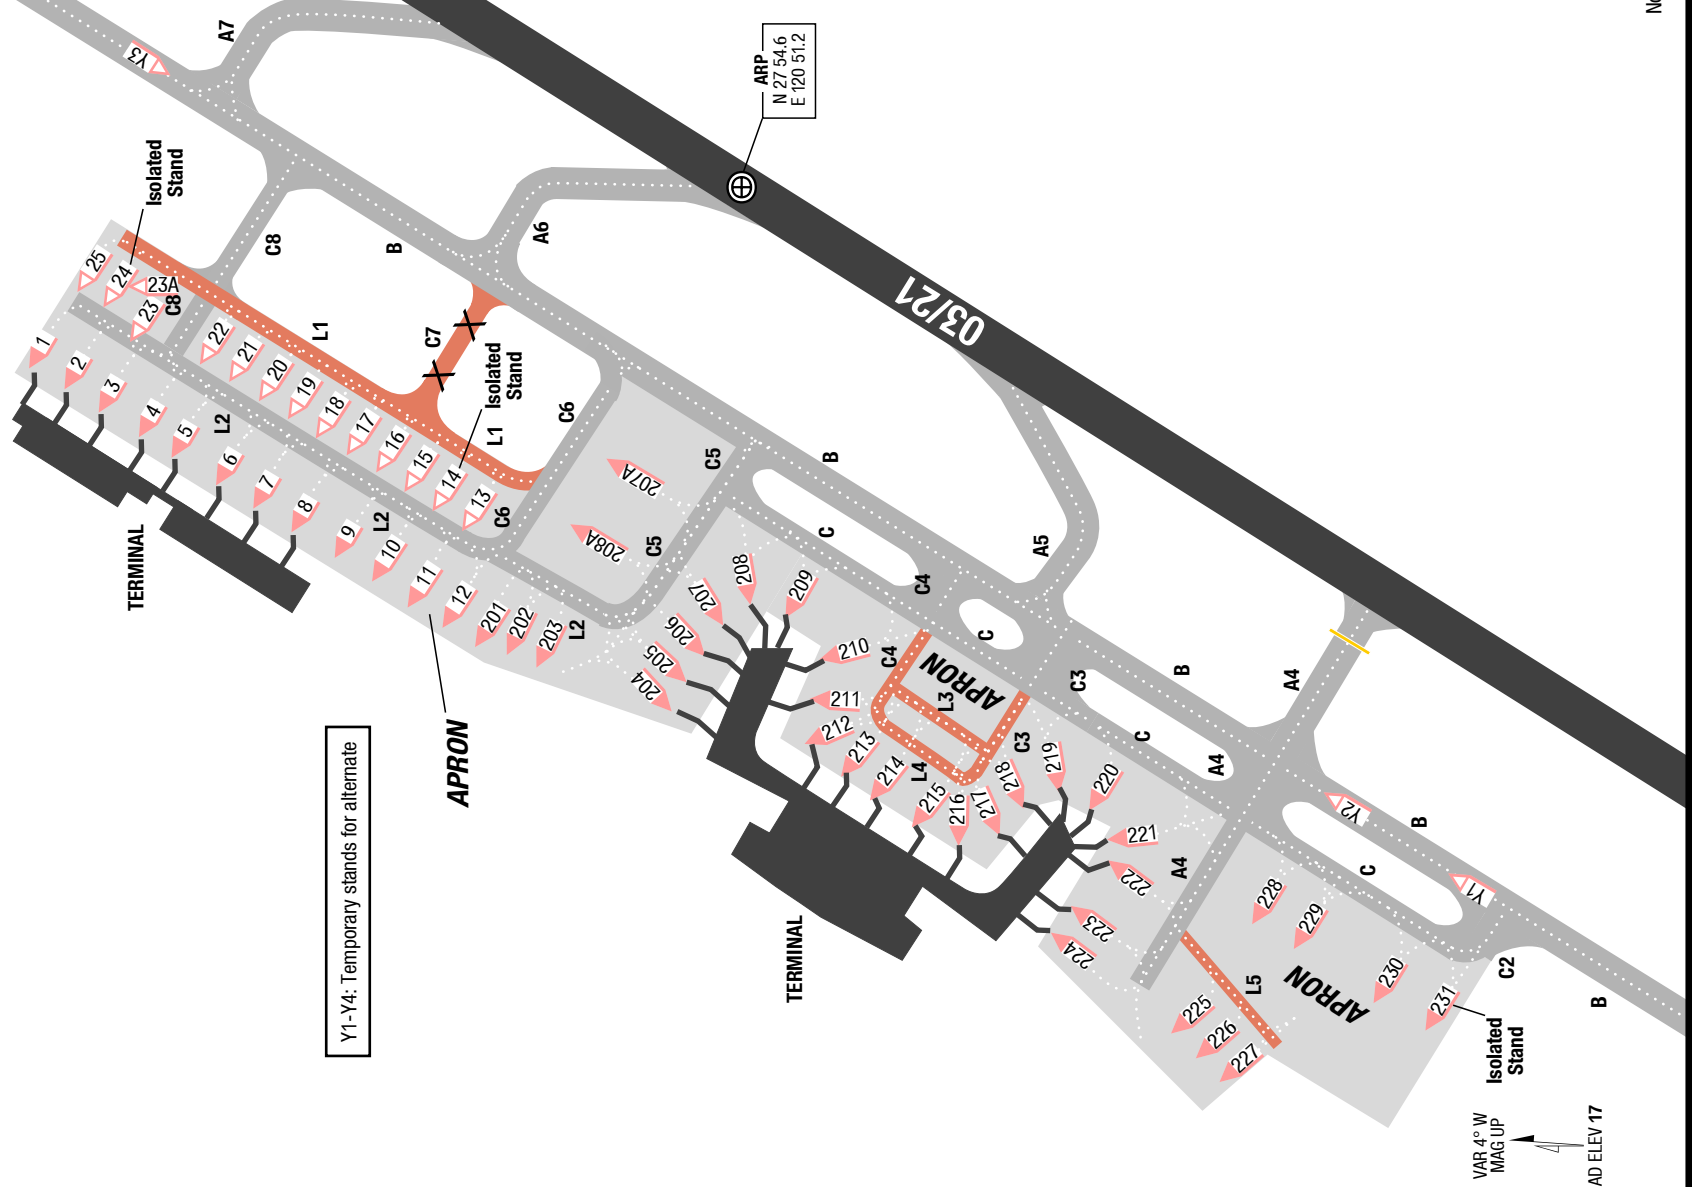 A7
Y3
ARP
N 27 54.6
E 120 51.2
No
Isolated
Stand
C8
B
A6
25
24
23A
23
C8
22
21
20
19
18
17
16
15
14
13
L1
C7
Isolated
Stand
L1
C6
C6
03/21
1
2
3
4
5
6
7
8
9
10
11
12
201
202
203
L2
L2
L2
TERMINAL
APRON
Y1-Y4: Temporary stands for alternate
207A
208A
C5
C5
B
C
C4
A5
C
204
205
206
207
208
209
210
211
212
213
214
215
216
217
218
219
220
221
222
223
224
C4
APRON
L3
L4
C3
C3
B
C
A4
A4
A4
TERMINAL
Y2
B
C
Y1
228
229
230
231
225
226
227
L5
APRON
C2
B
Isolated
Stand
VAR 4° W
MAG UP
AD ELEV 17